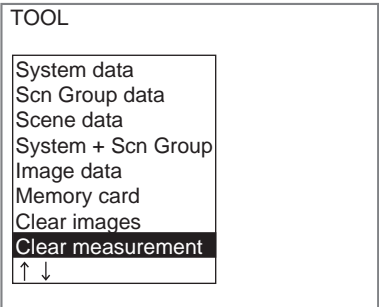 TOOL
System data
Scn Group data
Scene data
System + Scn Group
Image data
Memory card
Clear images
Clear measurement
↑ ↓